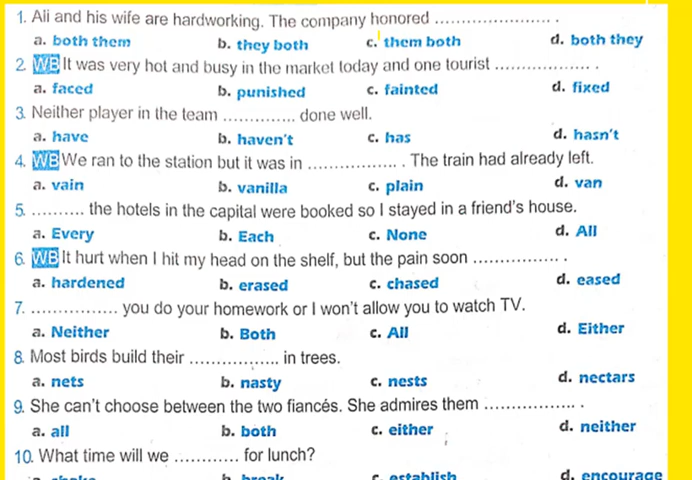 1. Ali and his wife are hardworking. The company honored ........................ .
a. both them b. they both c. them both d. both they
2. WB It was very hot and busy in the market today and one tourist .................... .
a. faced b. punished c. fainted d. fixed
3. Neither player in the team .............. done well.
a. have b. haven't c. has d. hasn't
4. WB We ran to the station but it was in ................. . The train had already left.
a. vain b. vanilla c. plain d. van
5. .......... the hotels in the capital were booked so I stayed in a friend's house.
a. Every b. Each c. None d. All
6. WB It hurt when I hit my head on the shelf, but the pain soon ................. .
a. hardened b. erased c. chased d. eased
7. ................. you do your homework or I won't allow you to watch TV.
a. Neither b. Both c. All d. Either
8. Most birds build their ................. in trees.
a. nets b. nasty c. nests d. nectars
9. She can't choose between the two fiancés. She admires them .................. .
a. all b. both c. either d. neither
10. What time will we ............ for lunch?
b. break c. establish d. encourage